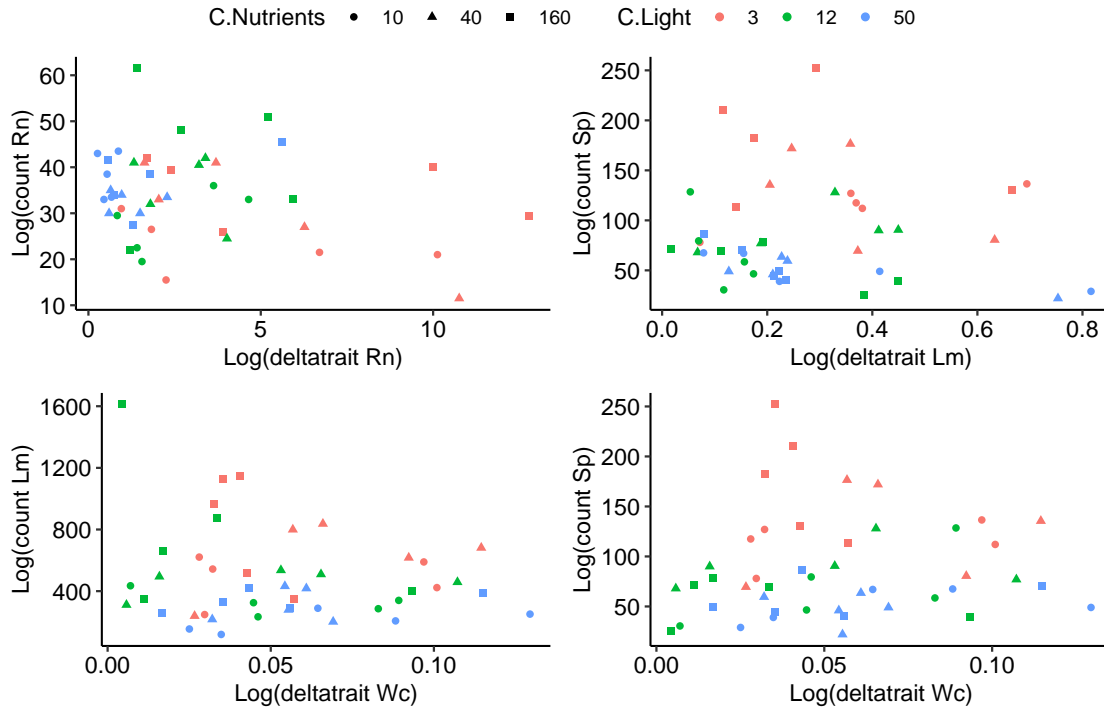 C.Nutrients 10 40 160 C.Light 3 12 50
Log(count Rn)
60
50
40
30
20
10
0 5 10
Log(deltatrait Rn)
Log(count Sp)
250
200
150
100
50
0.0 0.2 0.4 0.6 0.8
Log(deltatrait Lm)
Log(count Lm)
1600
1200
800
400
0.00 0.05 0.10
Log(deltatrait Wc)
Log(count Sp)
250
200
150
100
50
0.00 0.05 0.10
Log(deltatrait Wc)